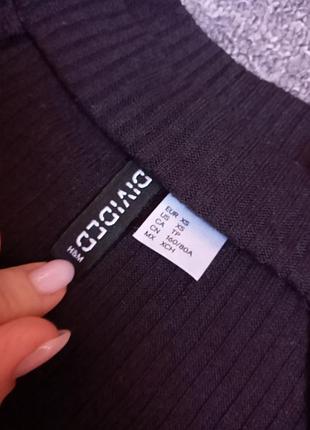 DIVIDED
H&M
EUR XS
US XS
CA TP
CN 160/80A
MX XCH